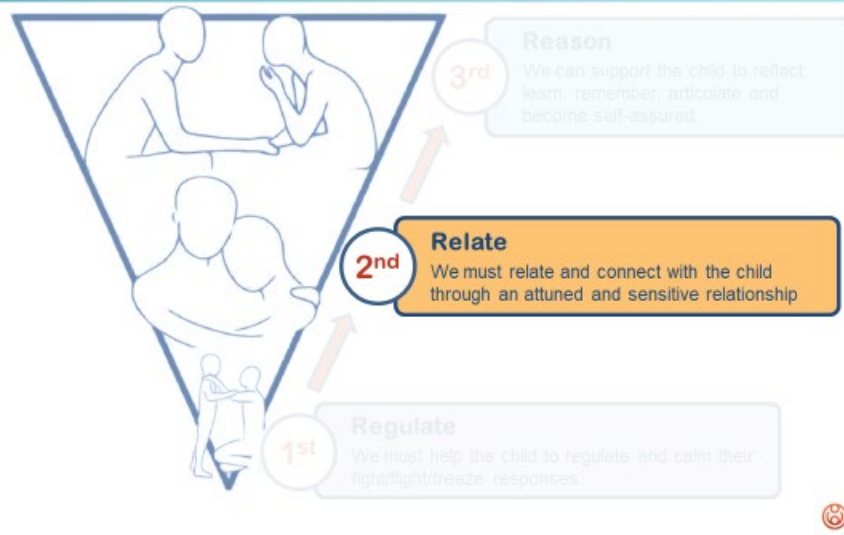 3rd
Reason
We can support the child to reflect,
learn, remember, articulate and
become self-assured.
2nd
Relate
We must relate and connect with the child
through an attuned and sensitive relationship
1st
Regulate
We must help the child to regulate and calm their
fight/flight/freeze responses.